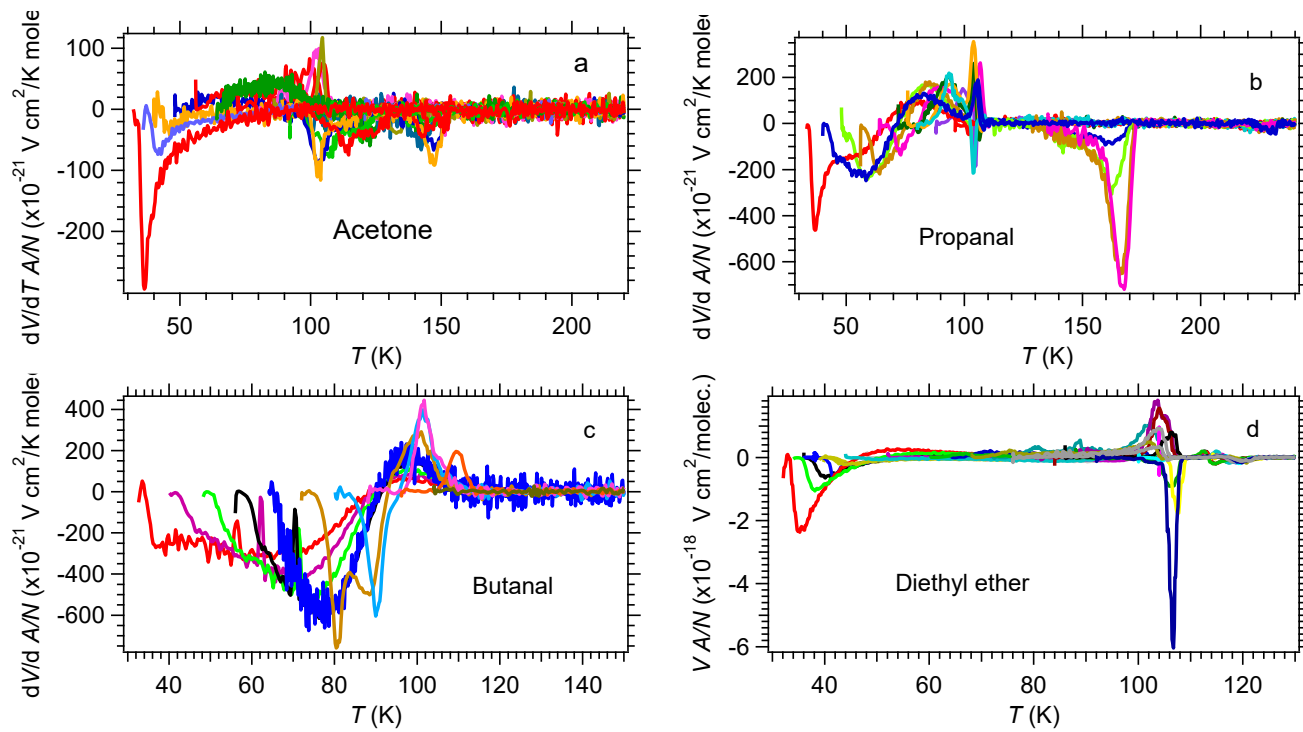 dV/dT A/N (x10⁻²¹ V cm²/K mole
100
0
-100
-200
a
Acetone
50
100
150
200
T (K)
dV/d A/N (x10⁻²¹ V cm²/K molec
200
0
-200
-400
-600
b
Propanal
50
100
150
200
T (K)
dV/d A/N (x10⁻²¹ V cm²/K mole
400
200
0
-200
-400
-600
c
Butanal
40
60
80
100
120
140
T (K)
V A/N (x10⁻¹⁸ V cm²/molec.)
0
-2
-4
-6
d
Diethyl ether
40
60
80
100
120
T (K)